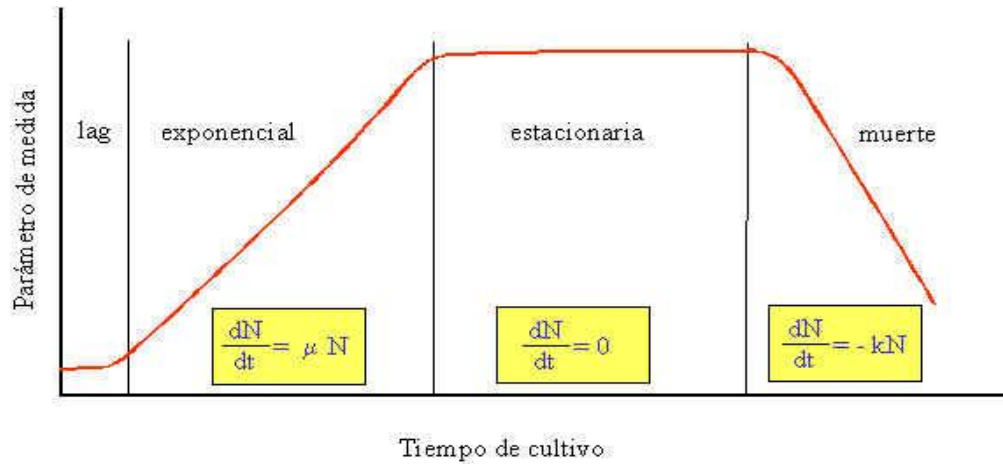 Parámetro de medida
lag
exponencial
estacionaria
muerte
dN
dt
= μ N
dN
dt
= 0
dN
dt
= - kN
Tiempo de cultivo